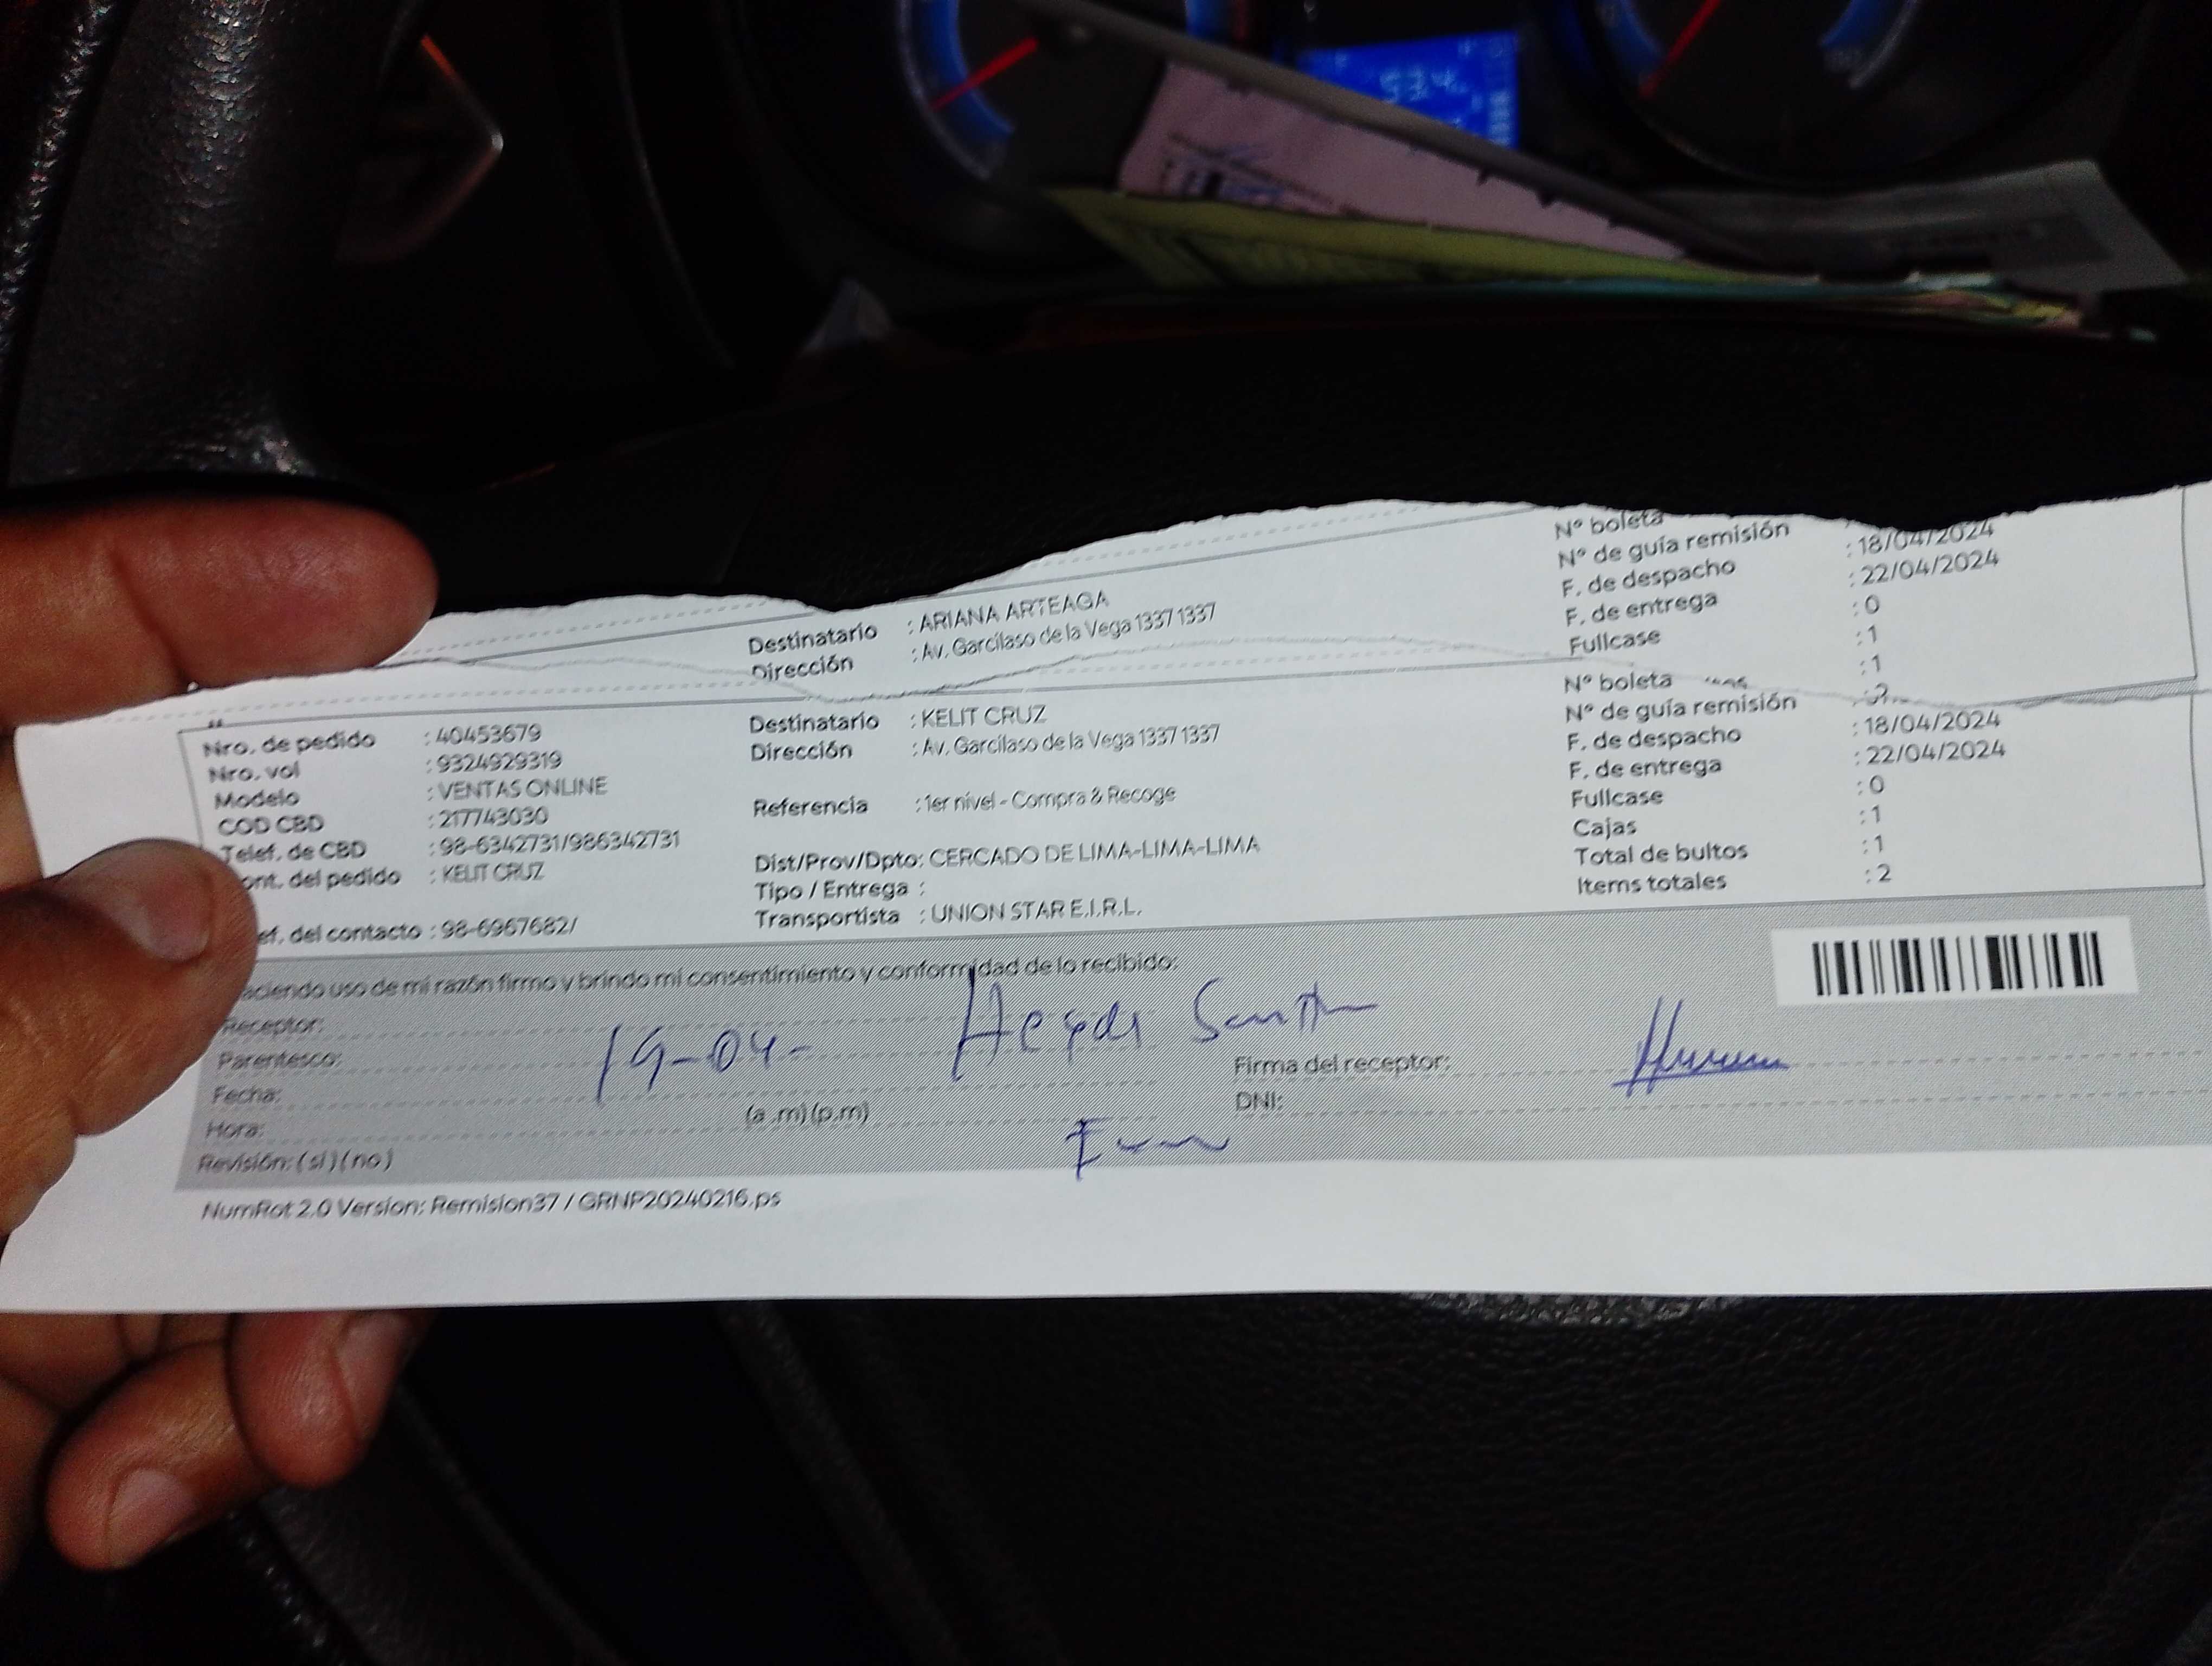 Destinatario : ARIANA ARTEAGA
Dirección : Av. Garcilaso de la Vega 1337 1337
Nº boleta
Nº de guía remisión
F. de despacho : 18/04/2024
F. de entrega : 22/04/2024
Fullcase : 0
: 1
: 1
Nro. de pedido : 40453679
Nro. vol : 9324929319
Modelo : VENTAS ONLINE
COD CBD : 217743030
Telef. de CBD : 98-6342731/986342731
ont. del pedido : KELIT CRUZ
ef. del contacto : 98-6967682/
Destinatario : KELIT CRUZ
Dirección : Av. Garcilaso de la Vega 1337 1337
Referencia : 1er nivel - Compra & Recoge
Dist/Prov/Dpto: CERCADO DE LIMA-LIMA-LIMA
Tipo / Entrega :
Transportista : UNION STAR E.I.R.L.
Nº boleta
Nº de guía remisión
F. de despacho : 18/04/2024
F. de entrega : 22/04/2024
Fullcase : 0
Cajas : 1
Total de bultos : 1
Items totales : 2
aciendo uso de mi razón firmo y brindo mi consentimiento y conformidad de lo recibido:
Receptor:
Parentesco: 19-04-
Fecha:
Hora: (a.m)(p.m)
Revisión: (si) (no)
Firma del receptor:
DNI:
NumRot 2.0 Version: Remision37 / GRNP20240216.ps